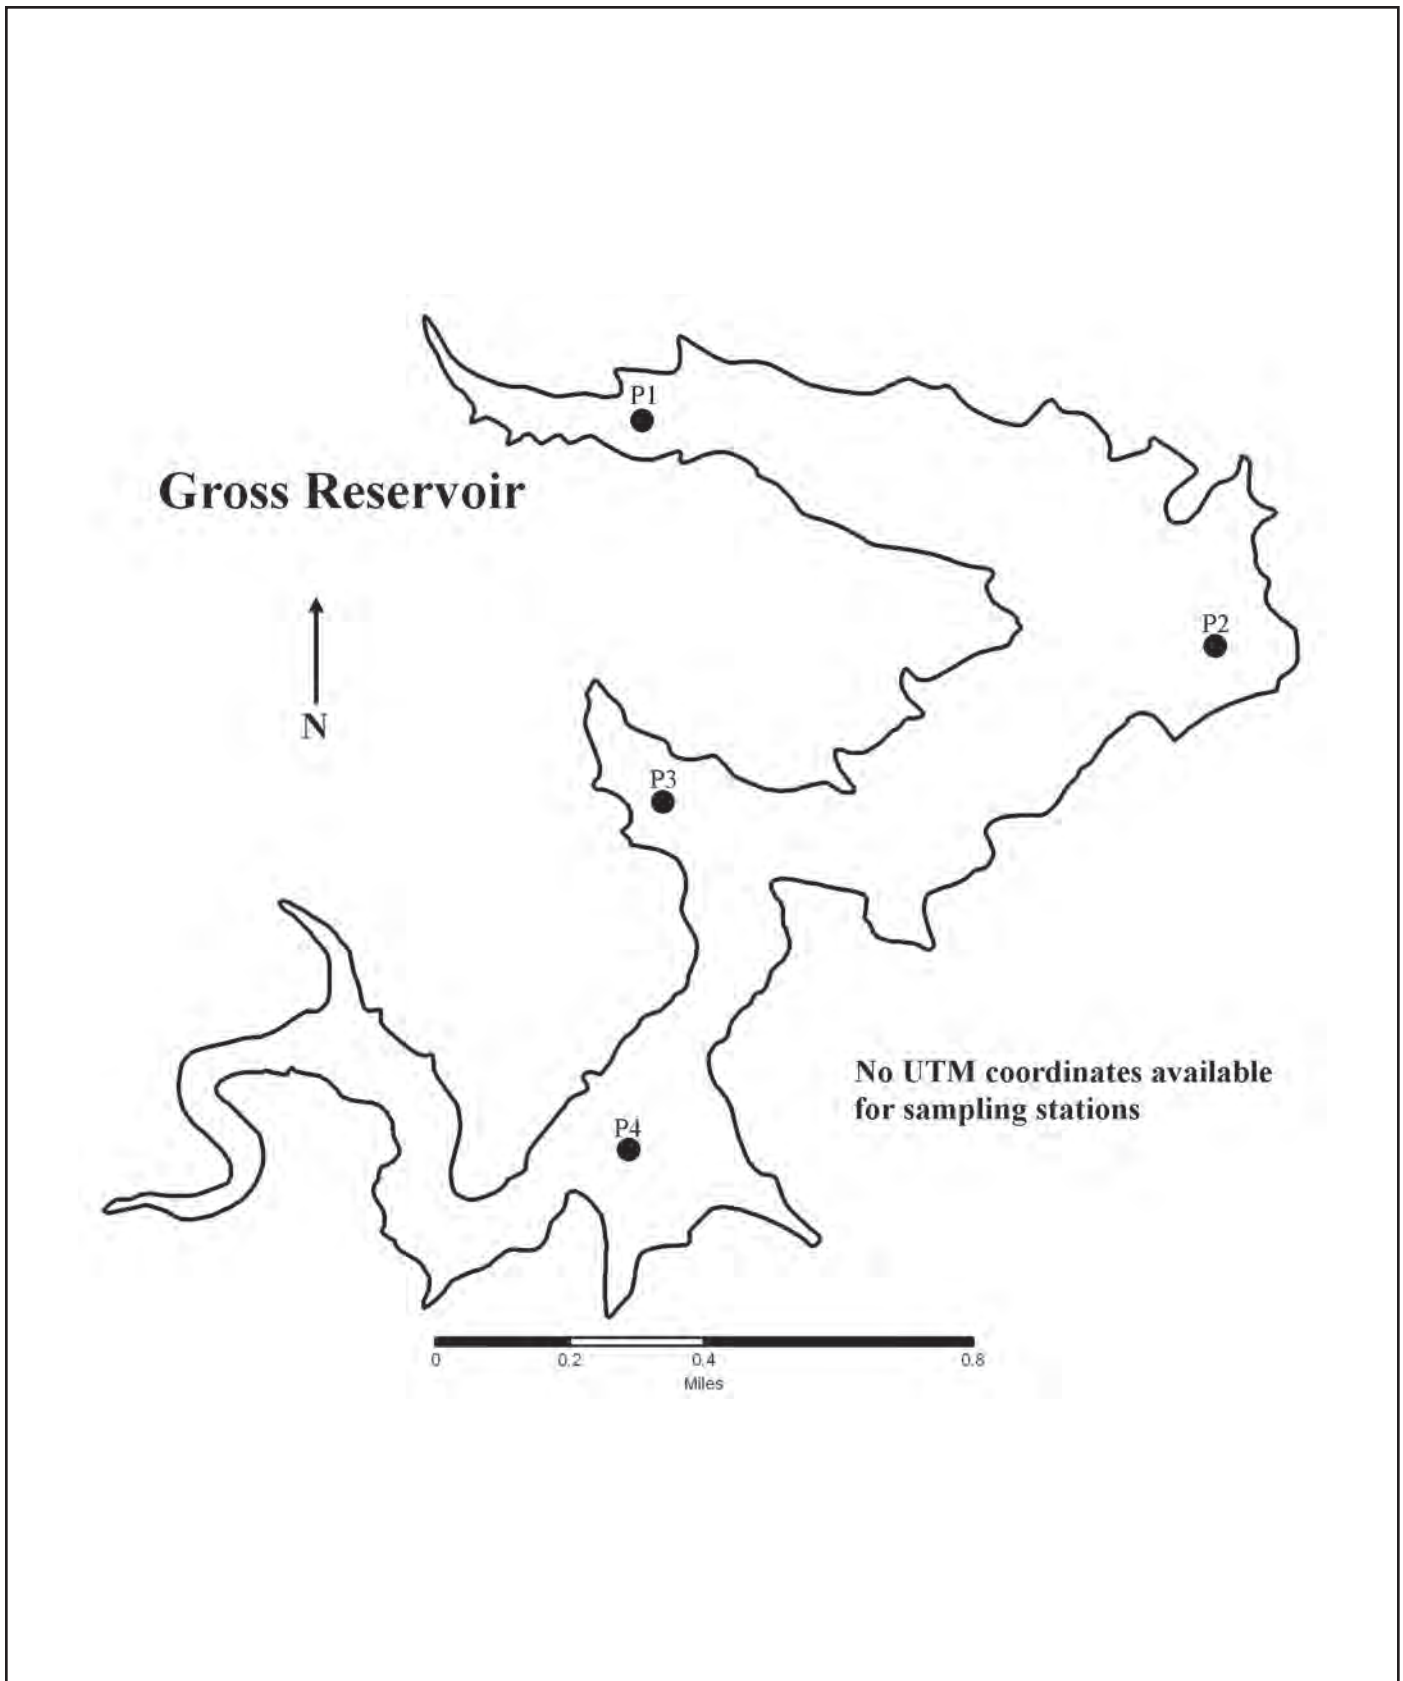 P1
Gross Reservoir
P2
N
P3
No UTM coordinates available
for sampling stations
P4
0 0.2 0.4 0.8
Miles